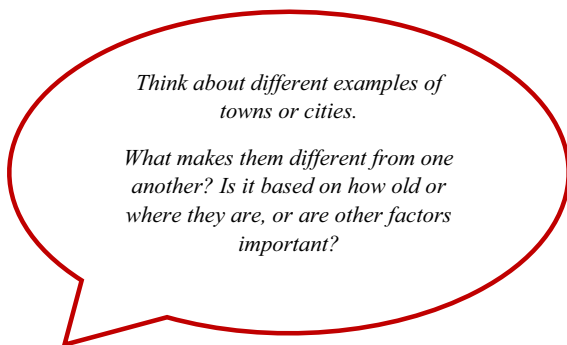 Think about different examples of
towns or cities.
What makes them different from one
another? Is it based on how old or
where they are, or are other factors
important?